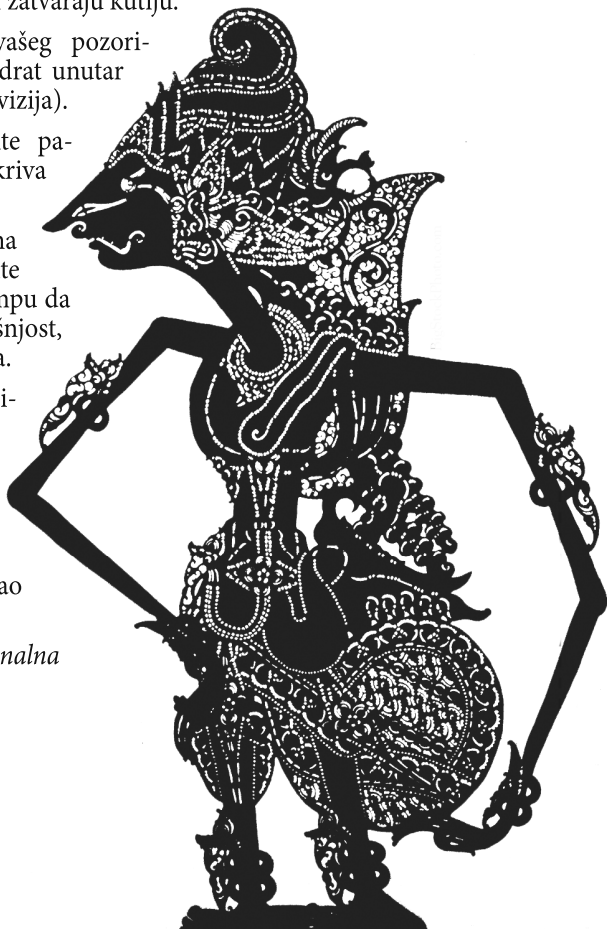 zatvaraju kutiju.
vašeg pozori-
drat unutar
vizija).
te pa-
kriva
na
te
mpu da
šnjost,
a.
i-
ao
nalna